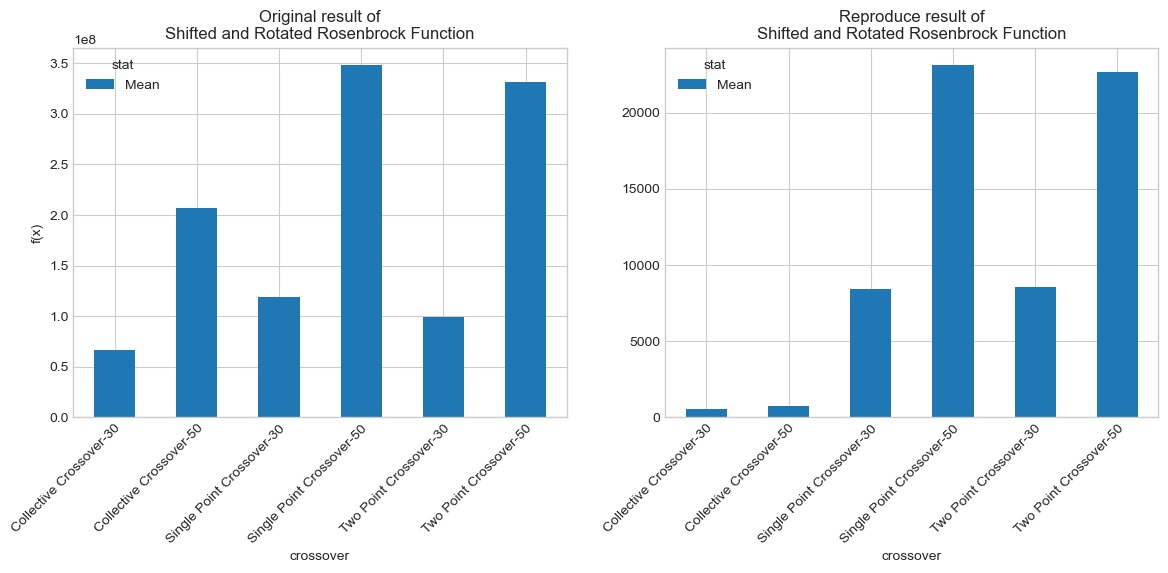 Original result of
Shifted and Rotated Rosenbrock Function
1e8
stat
Mean
3.5
3.0
2.5
2.0
1.5
1.0
0.5
0.0
f(x)
Collective Crossover-30
Collective Crossover-50
Single Point Crossover-30
Single Point Crossover-50
Two Point Crossover-30
Two Point Crossover-50
crossover
Reproduce result of
Shifted and Rotated Rosenbrock Function
stat
Mean
20000
15000
10000
5000
0
Collective Crossover-30
Collective Crossover-50
Single Point Crossover-30
Single Point Crossover-50
Two Point Crossover-30
Two Point Crossover-50
crossover